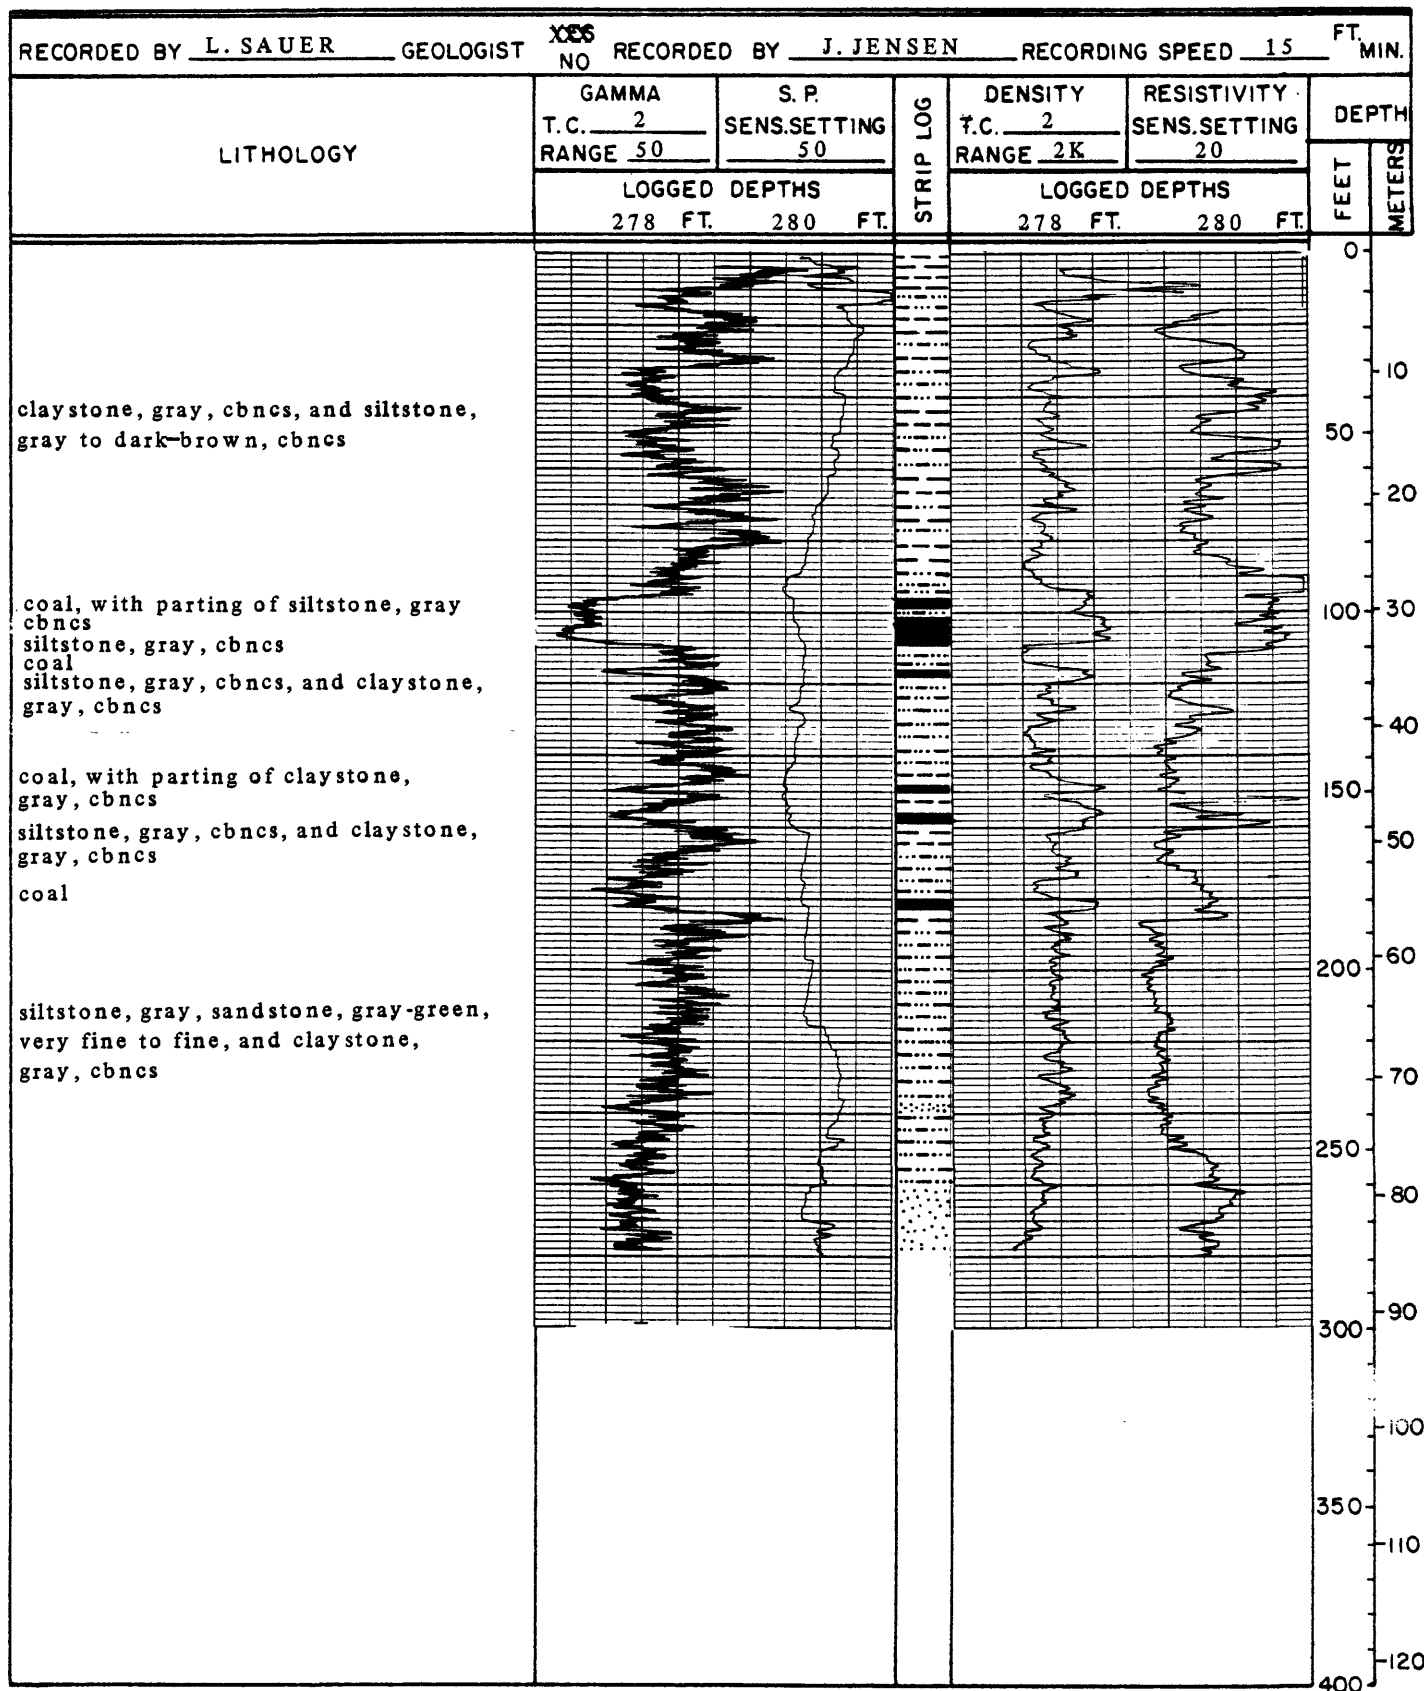 RECORDED BY L. SAUER GEOLOGIST YES NO RECORDED BY J. JENSEN RECORDING SPEED 15 FT. MIN.
LITHOLOGY
GAMMA
T.C. 2
RANGE 50
S. P.
SENS.SETTING
50
LOGGED DEPTHS
278 FT. 280 FT.
STRIP LOG
DENSITY
T.C. 2
RANGE 2K
RESISTIVITY
SENS.SETTING
20
LOGGED DEPTHS
278 FT. 280 FT.
DEPTH
FEET
METERS
claystone, gray, cbncs, and siltstone,
gray to dark-brown, cbncs
coal, with parting of siltstone, gray
cbncs
siltstone, gray, cbncs
coal
siltstone, gray, cbncs, and claystone,
gray, cbncs
coal, with parting of claystone,
gray, cbncs
siltstone, gray, cbncs, and claystone,
gray, cbncs
coal
siltstone, gray, sandstone, gray-green,
very fine to fine, and claystone,
gray, cbncs
0
10
50
20
100 30
40
150
50
60
200
70
250
80
90
300
100
350
110
120
400